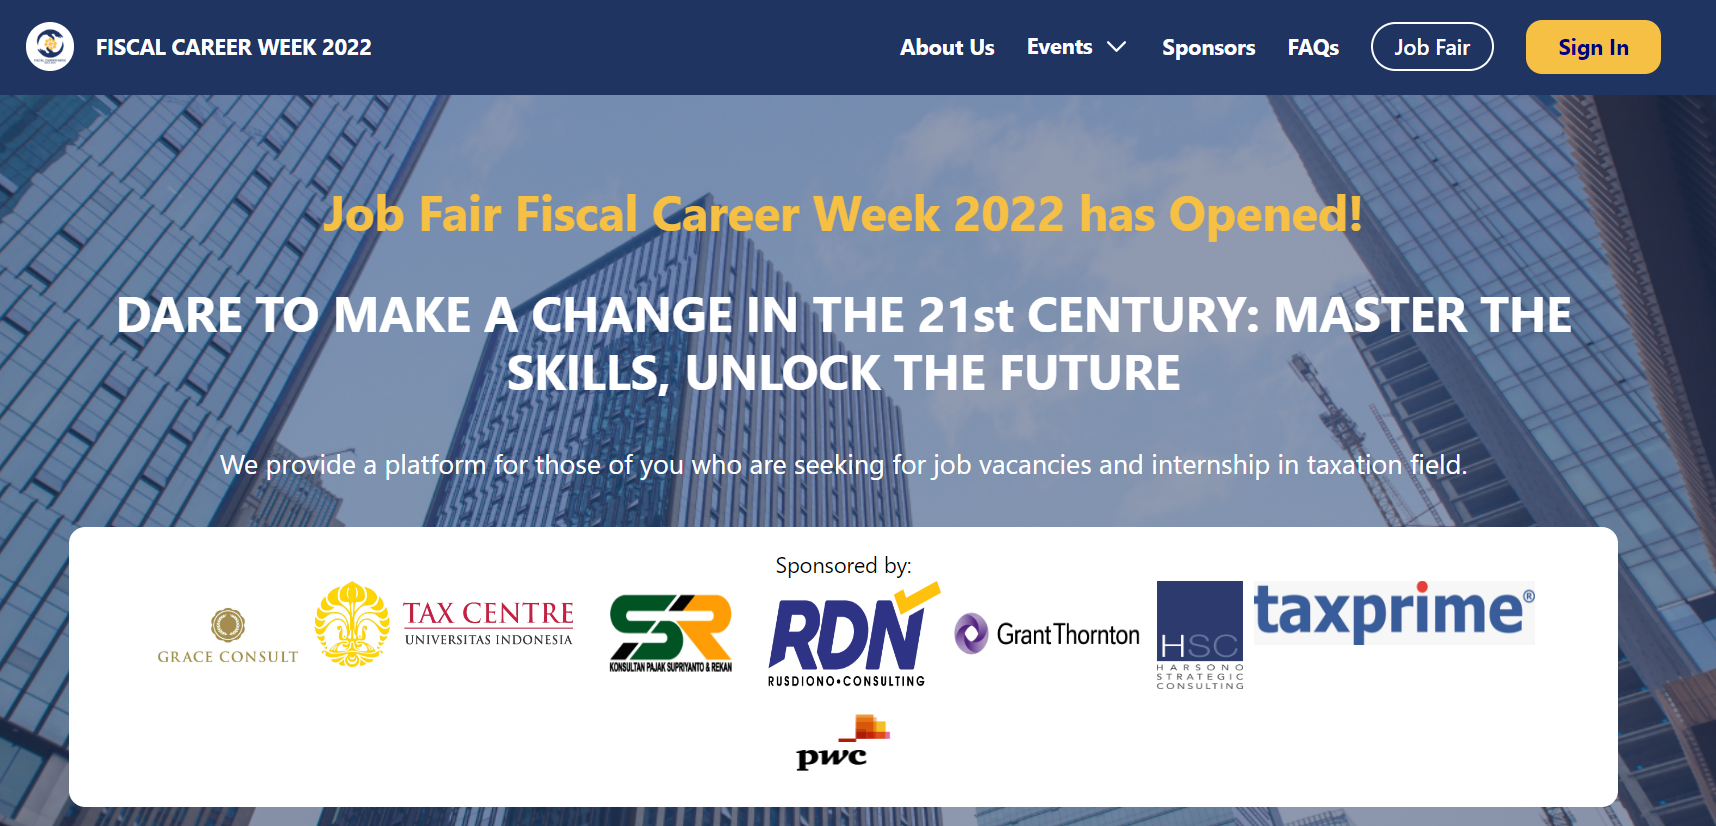 FISCAL CAREER WEEK 2022
About Us
Events
Sponsors
FAQs
Job Fair
Sign In
Job Fair Fiscal Career Week 2022 has Opened!
DARE TO MAKE A CHANGE IN THE 21st CENTURY: MASTER THE
SKILLS, UNLOCK THE FUTURE
We provide a platform for those of you who are seeking for job vacancies and internship in taxation field.
Sponsored by:
GRACE CONSULT
TAX CENTRE
UNIVERSITAS INDONESIA
SR
KONSULTAN PAJAK SUPRIYANTO & REKAN
RDN
RUSDIONO•CONSULTING
GrantThornton
HSC
HARSONO
STRATEGIC
CONSULTING
taxprime®
pwc